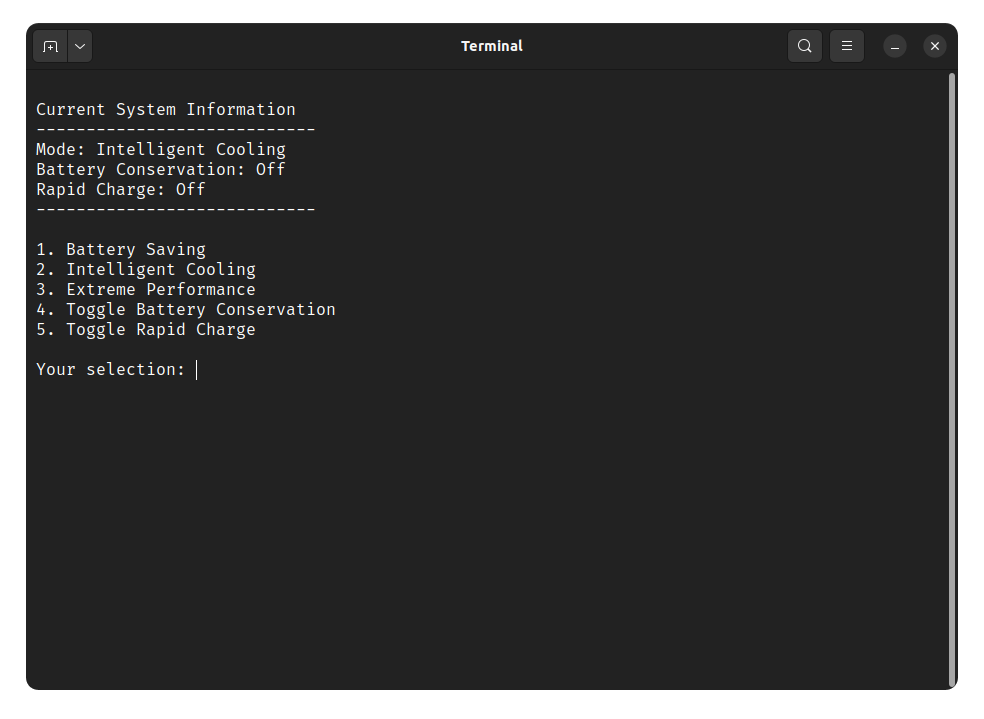 Terminal
Current System Information
----------------------------
Mode: Intelligent Cooling
Battery Conservation: Off
Rapid Charge: Off
----------------------------
1. Battery Saving
2. Intelligent Cooling
3. Extreme Performance
4. Toggle Battery Conservation
5. Toggle Rapid Charge
Your selection: